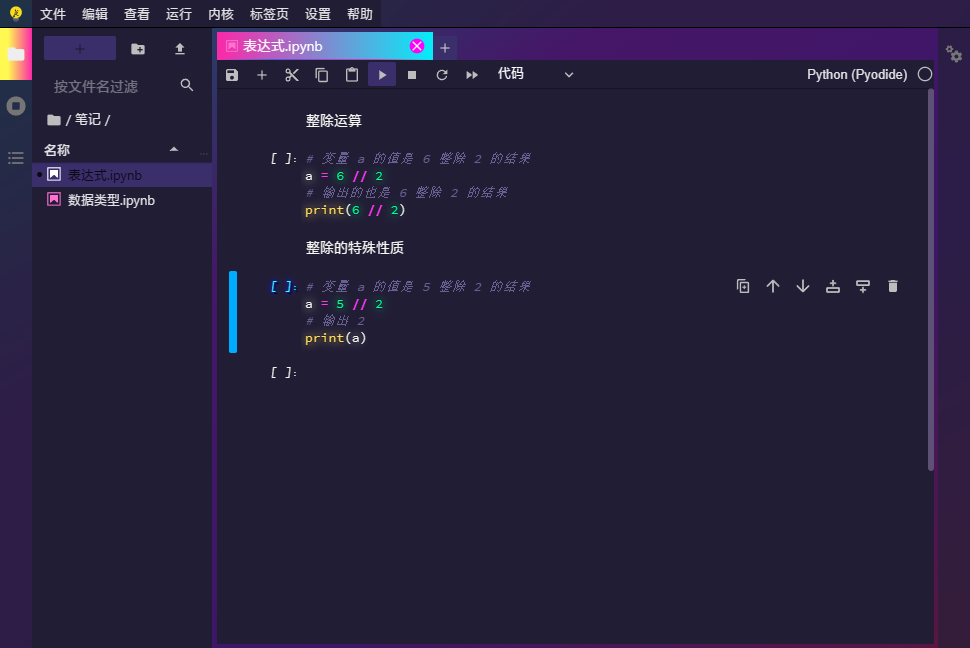 文件 编辑 查看 运行 内核 标签页 设置 帮助
按文件名过滤
/ 笔记 /
名称
表达式.ipynb
数据类型.ipynb
表达式.ipynb
代码
Python (Pyodide)
整除运算
[ ]: # 变量 a 的值是 6 整除 2 的结果
a = 6 // 2
# 输出的也是 6 整除 2 的结果
print(6 // 2)
整除的特殊性质
[ ]: # 变量 a 的值是 5 整除 2 的结果
a = 5 // 2
# 输出 2
print(a)
[ ]: